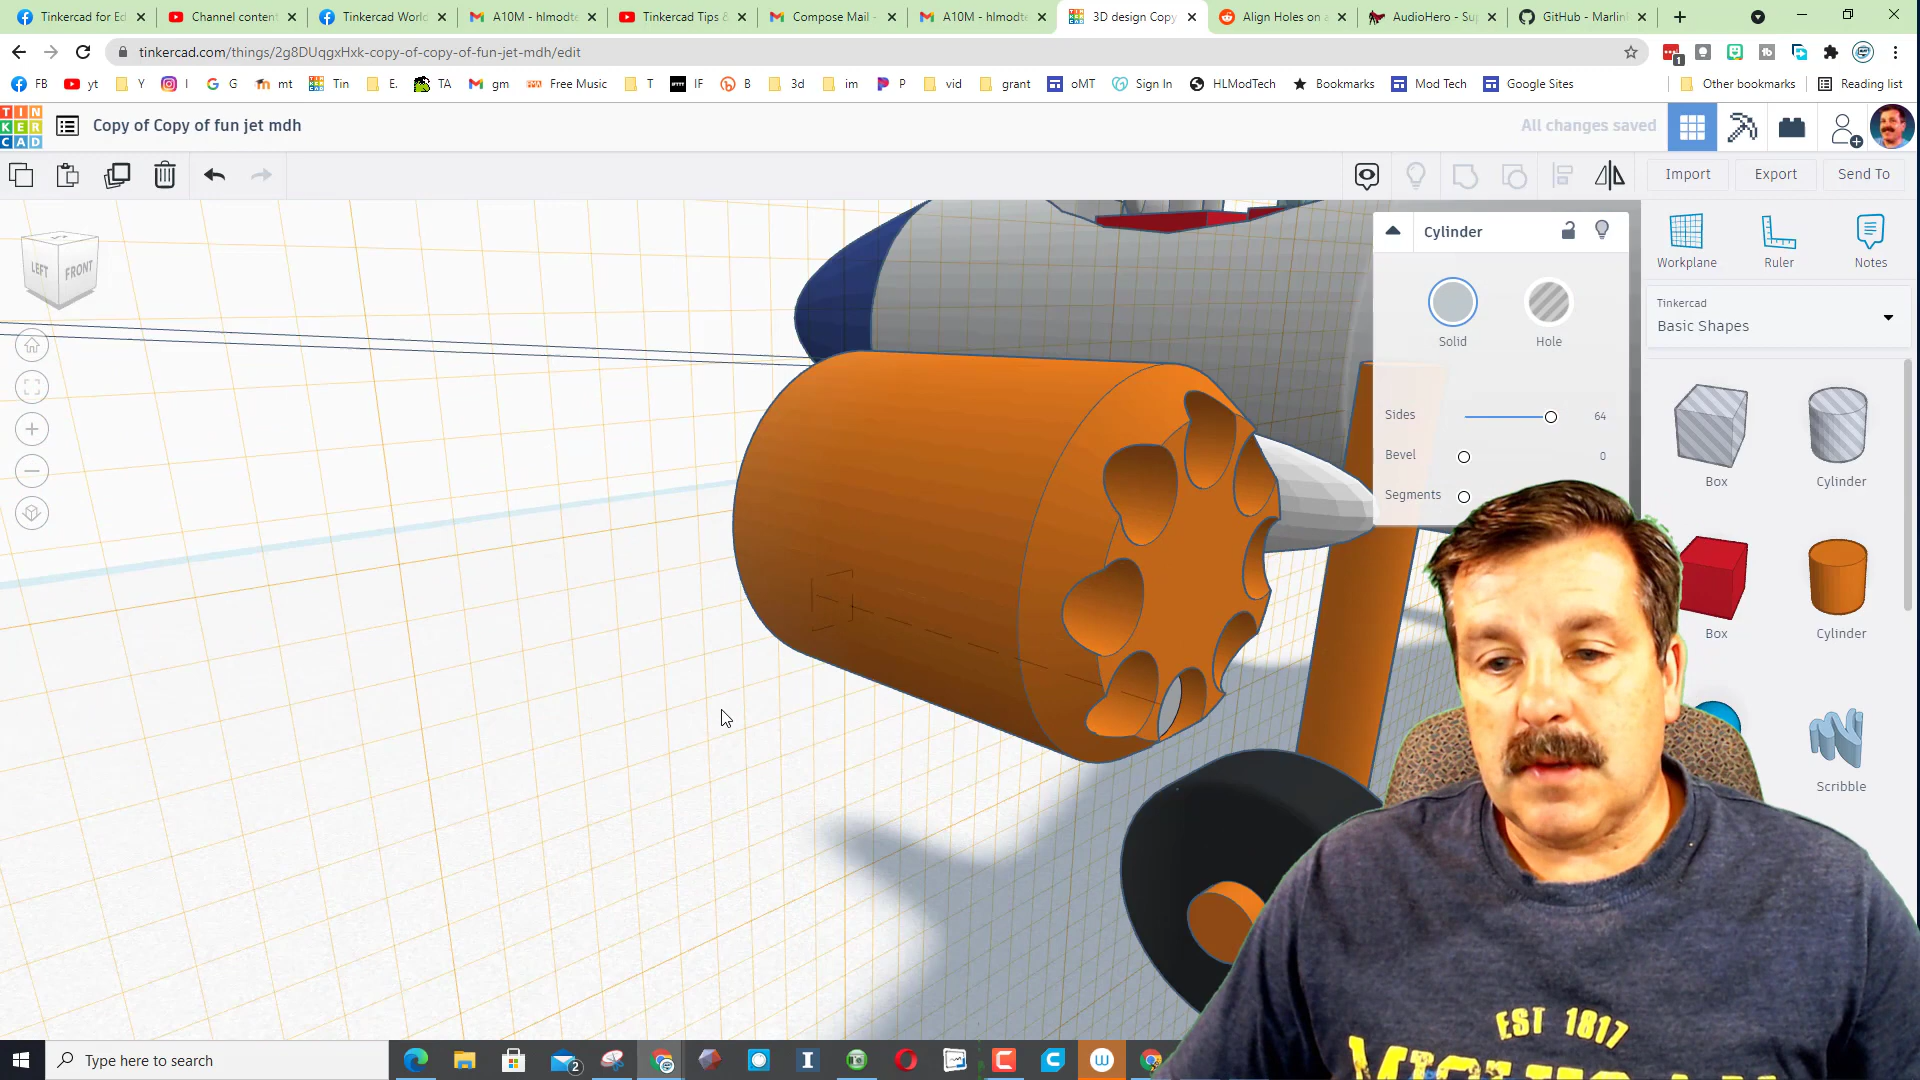 Tinkercad for Ed
Channel content
Tinkercad World
A10M - hlmodte
Tinkercad Tips &
Compose Mail -
A10M - hlmodte
3D design Copy
Align Holes on a
AudioHero - Sup
GitHub - Marlin
tinkercad.com/things/2g8DUqgxHxk-copy-of-copy-of-fun-jet-mdh/edit
1
FB
yt
Y
I
G
mt
Tin
E.
TA
gm
Free Music
T
IF
B
3d
im
P
vid
grant
oMT
Sign In
HLModTech
Bookmarks
Mod Tech
Google Sites
Other bookmarks
Reading list
TIN
KER
CAD
Copy of Copy of fun jet mdh
All changes saved
Import
Export
Send To
LEFT
FRONT
Cylinder
Solid
Hole
Sides
64
Bevel
0
Segments
Workplane
Ruler
Notes
Tinkercad
Basic Shapes
Box
Cylinder
Box
Cylinder
Scribble
EST 1817
Type here to search
2